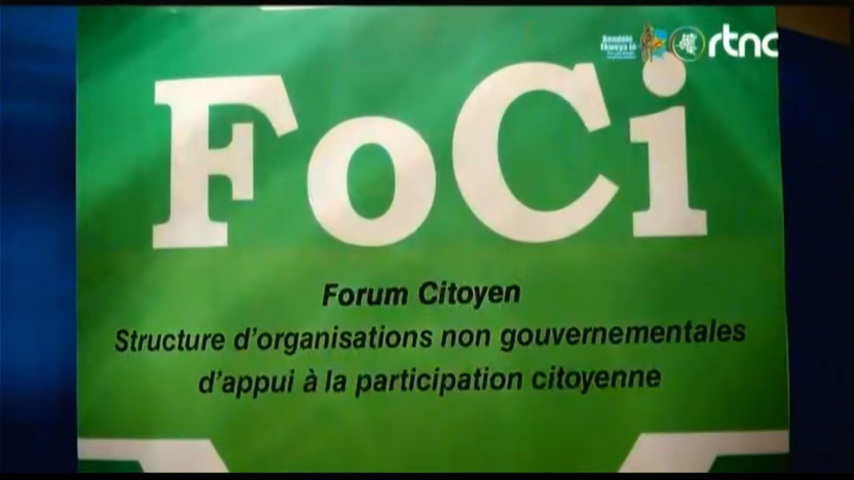 rtnc
FoCi
Forum Citoyen
Structure d'organisations non gouvernementales
d'appui à la participation citoyenne